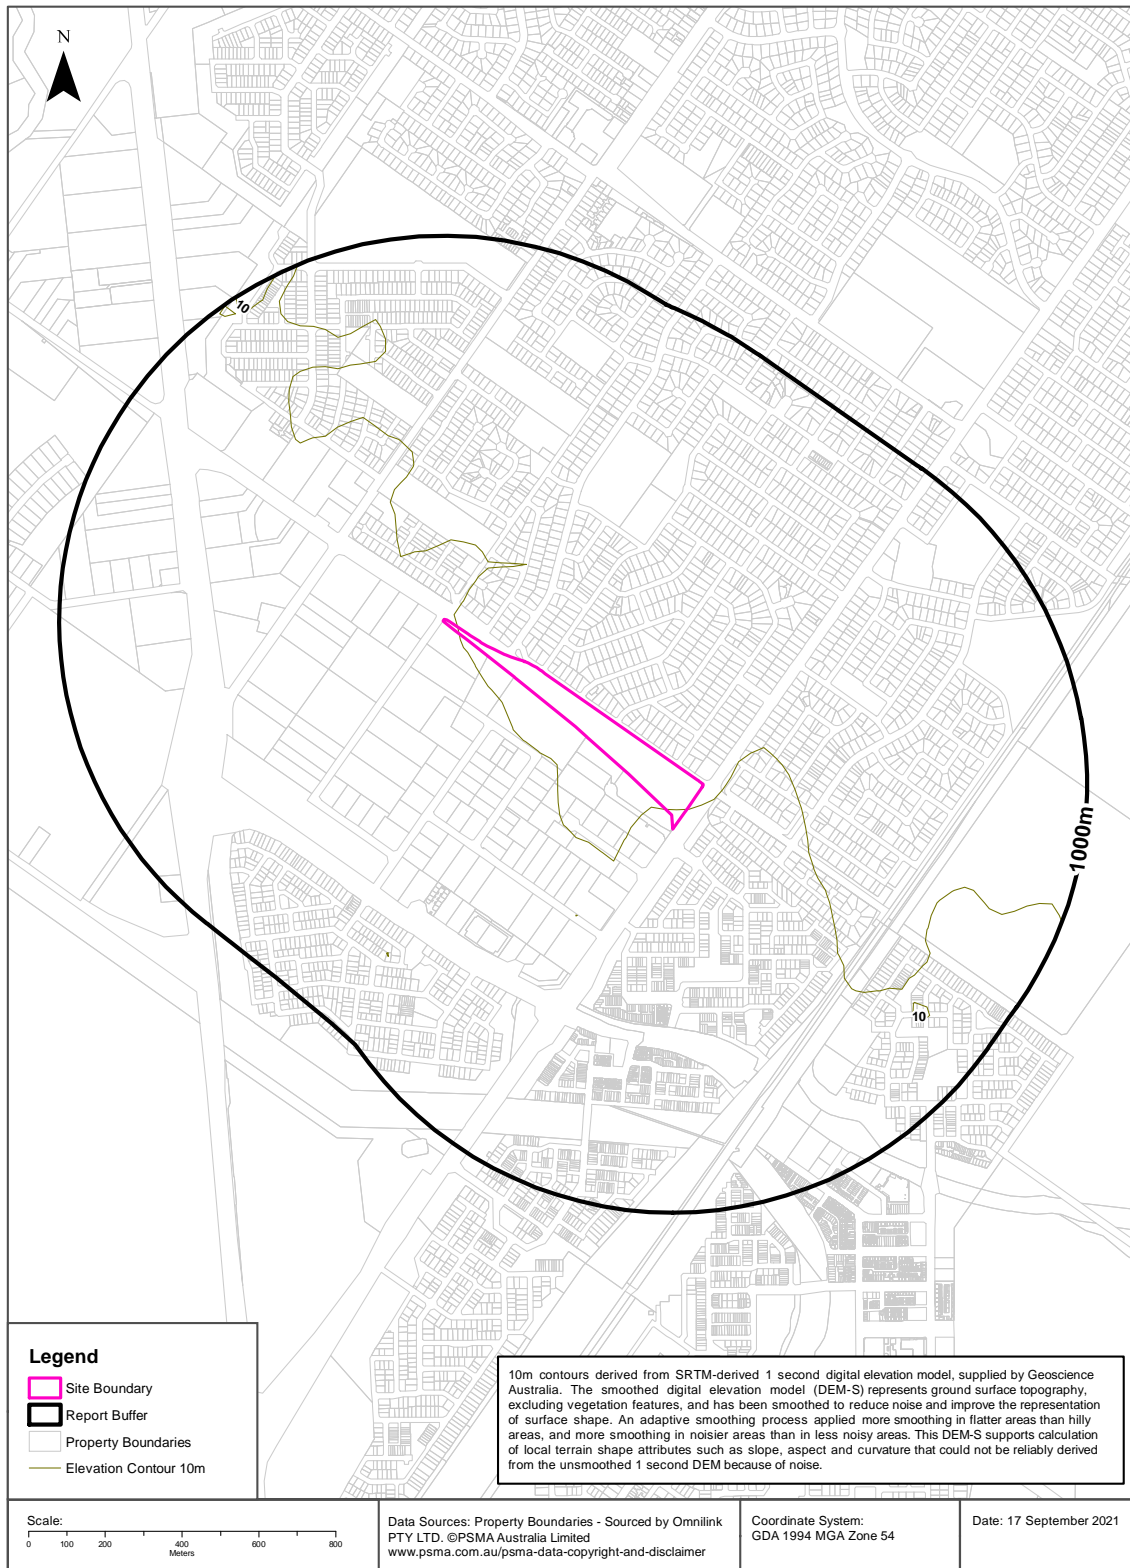 N
10
1000m
10
Legend
Site Boundary
Report Buffer
Property Boundaries
Elevation Contour 10m
10m contours derived from SRTM-derived 1 second digital elevation model, supplied by Geoscience
Australia. The smoothed digital elevation model (DEM-S) represents ground surface topography,
excluding vegetation features, and has been smoothed to reduce noise and improve the representation
of surface shape. An adaptive smoothing process applied more smoothing in flatter areas than hilly
areas, and more smoothing in noisier areas than in less noisy areas. This DEM-S supports calculation
of local terrain shape attributes such as slope, aspect and curvature that could not be reliably derived
from the unsmoothed 1 second DEM because of noise.
Scale:
0 100 200 400 600 800
Meters
Data Sources: Property Boundaries - Sourced by Omnilink
PTY LTD. ©PSMA Australia Limited
www.psma.com.au/psma-data-copyright-and-disclaimer
Coordinate System:
GDA 1994 MGA Zone 54
Date: 17 September 2021